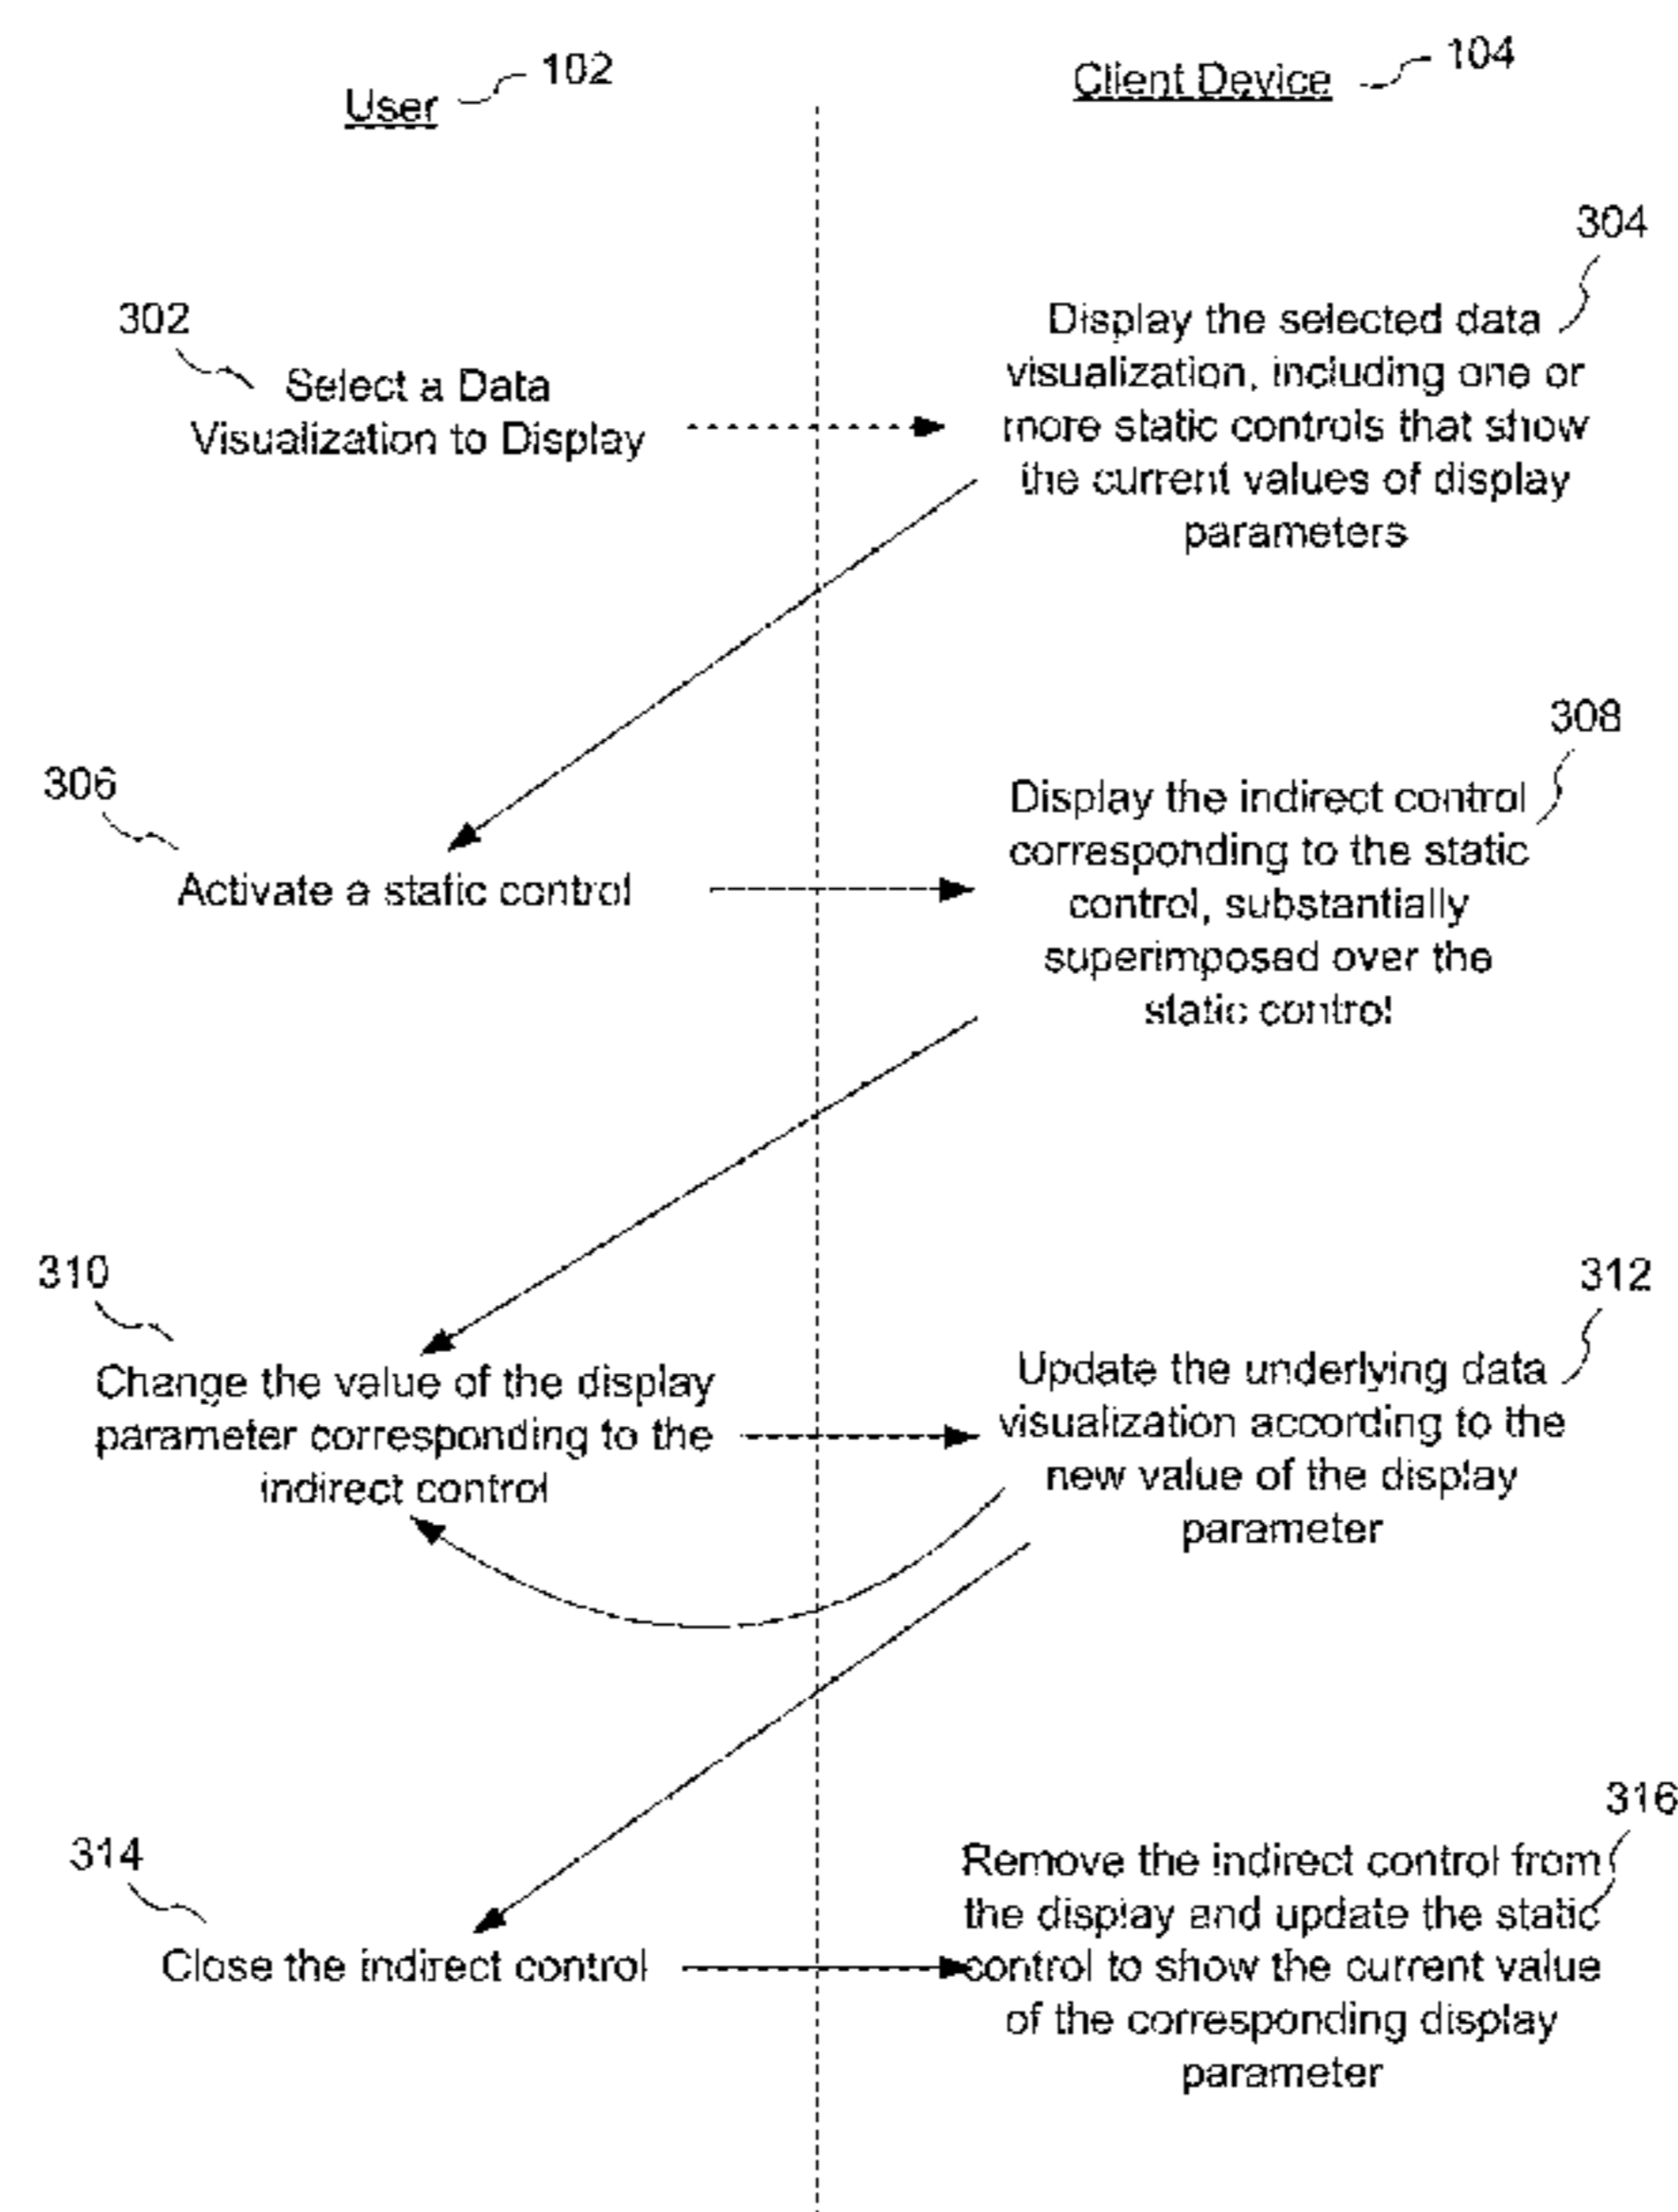 User
102
Client Device
104
302
Select a Data
Visualization to Display
304
Display the selected data
visualization, including one or
more static controls that show
the current values of display
parameters
306
Activate a static control
308
Display the indirect control
corresponding to the static
control, substantially
superimposed over the
static control
310
Change the value of the display
parameter corresponding to the
indirect control
312
Update the underlying data
visualization according to the
new value of the display
parameter
314
Close the indirect control
316
Remove the indirect control from
the display and update the static
control to show the current value
of the corresponding display
parameter